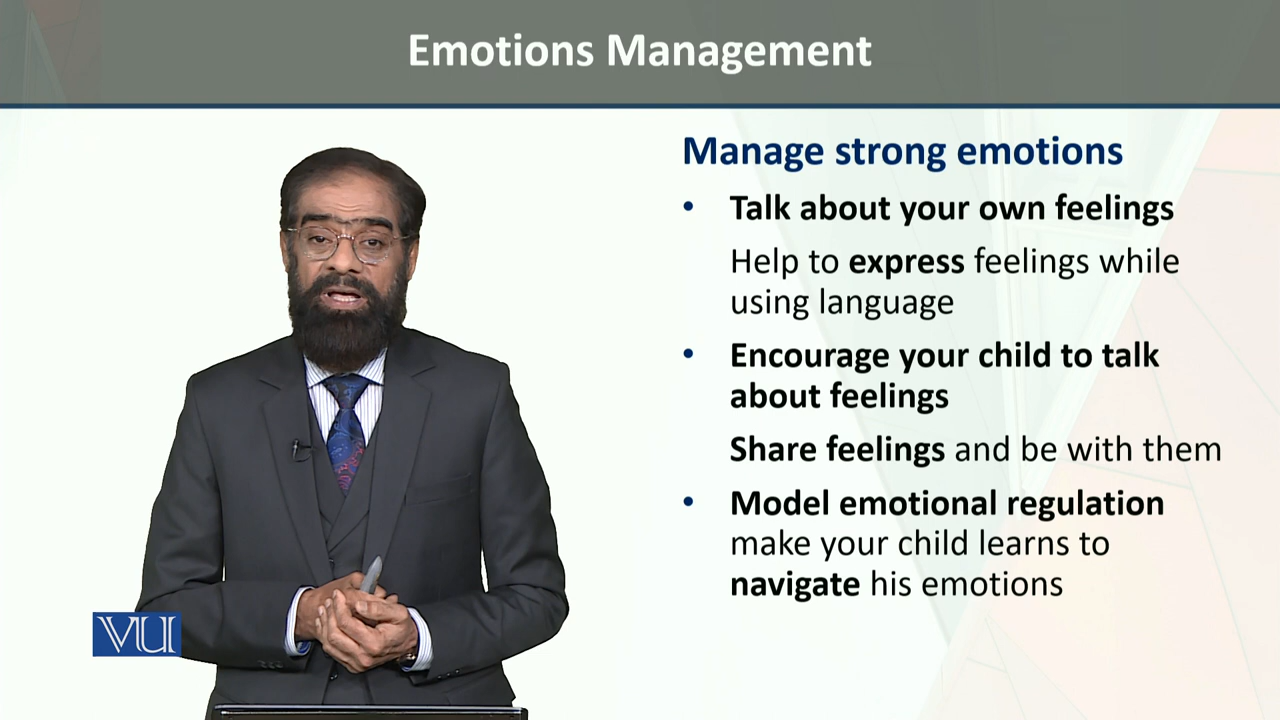 Emotions Management
Manage strong emotions
• Talk about your own feelings
Help to express feelings while
using language
• Encourage your child to talk
about feelings
Share feelings and be with them
• Model emotional regulation
make your child learns to
navigate his emotions
VU